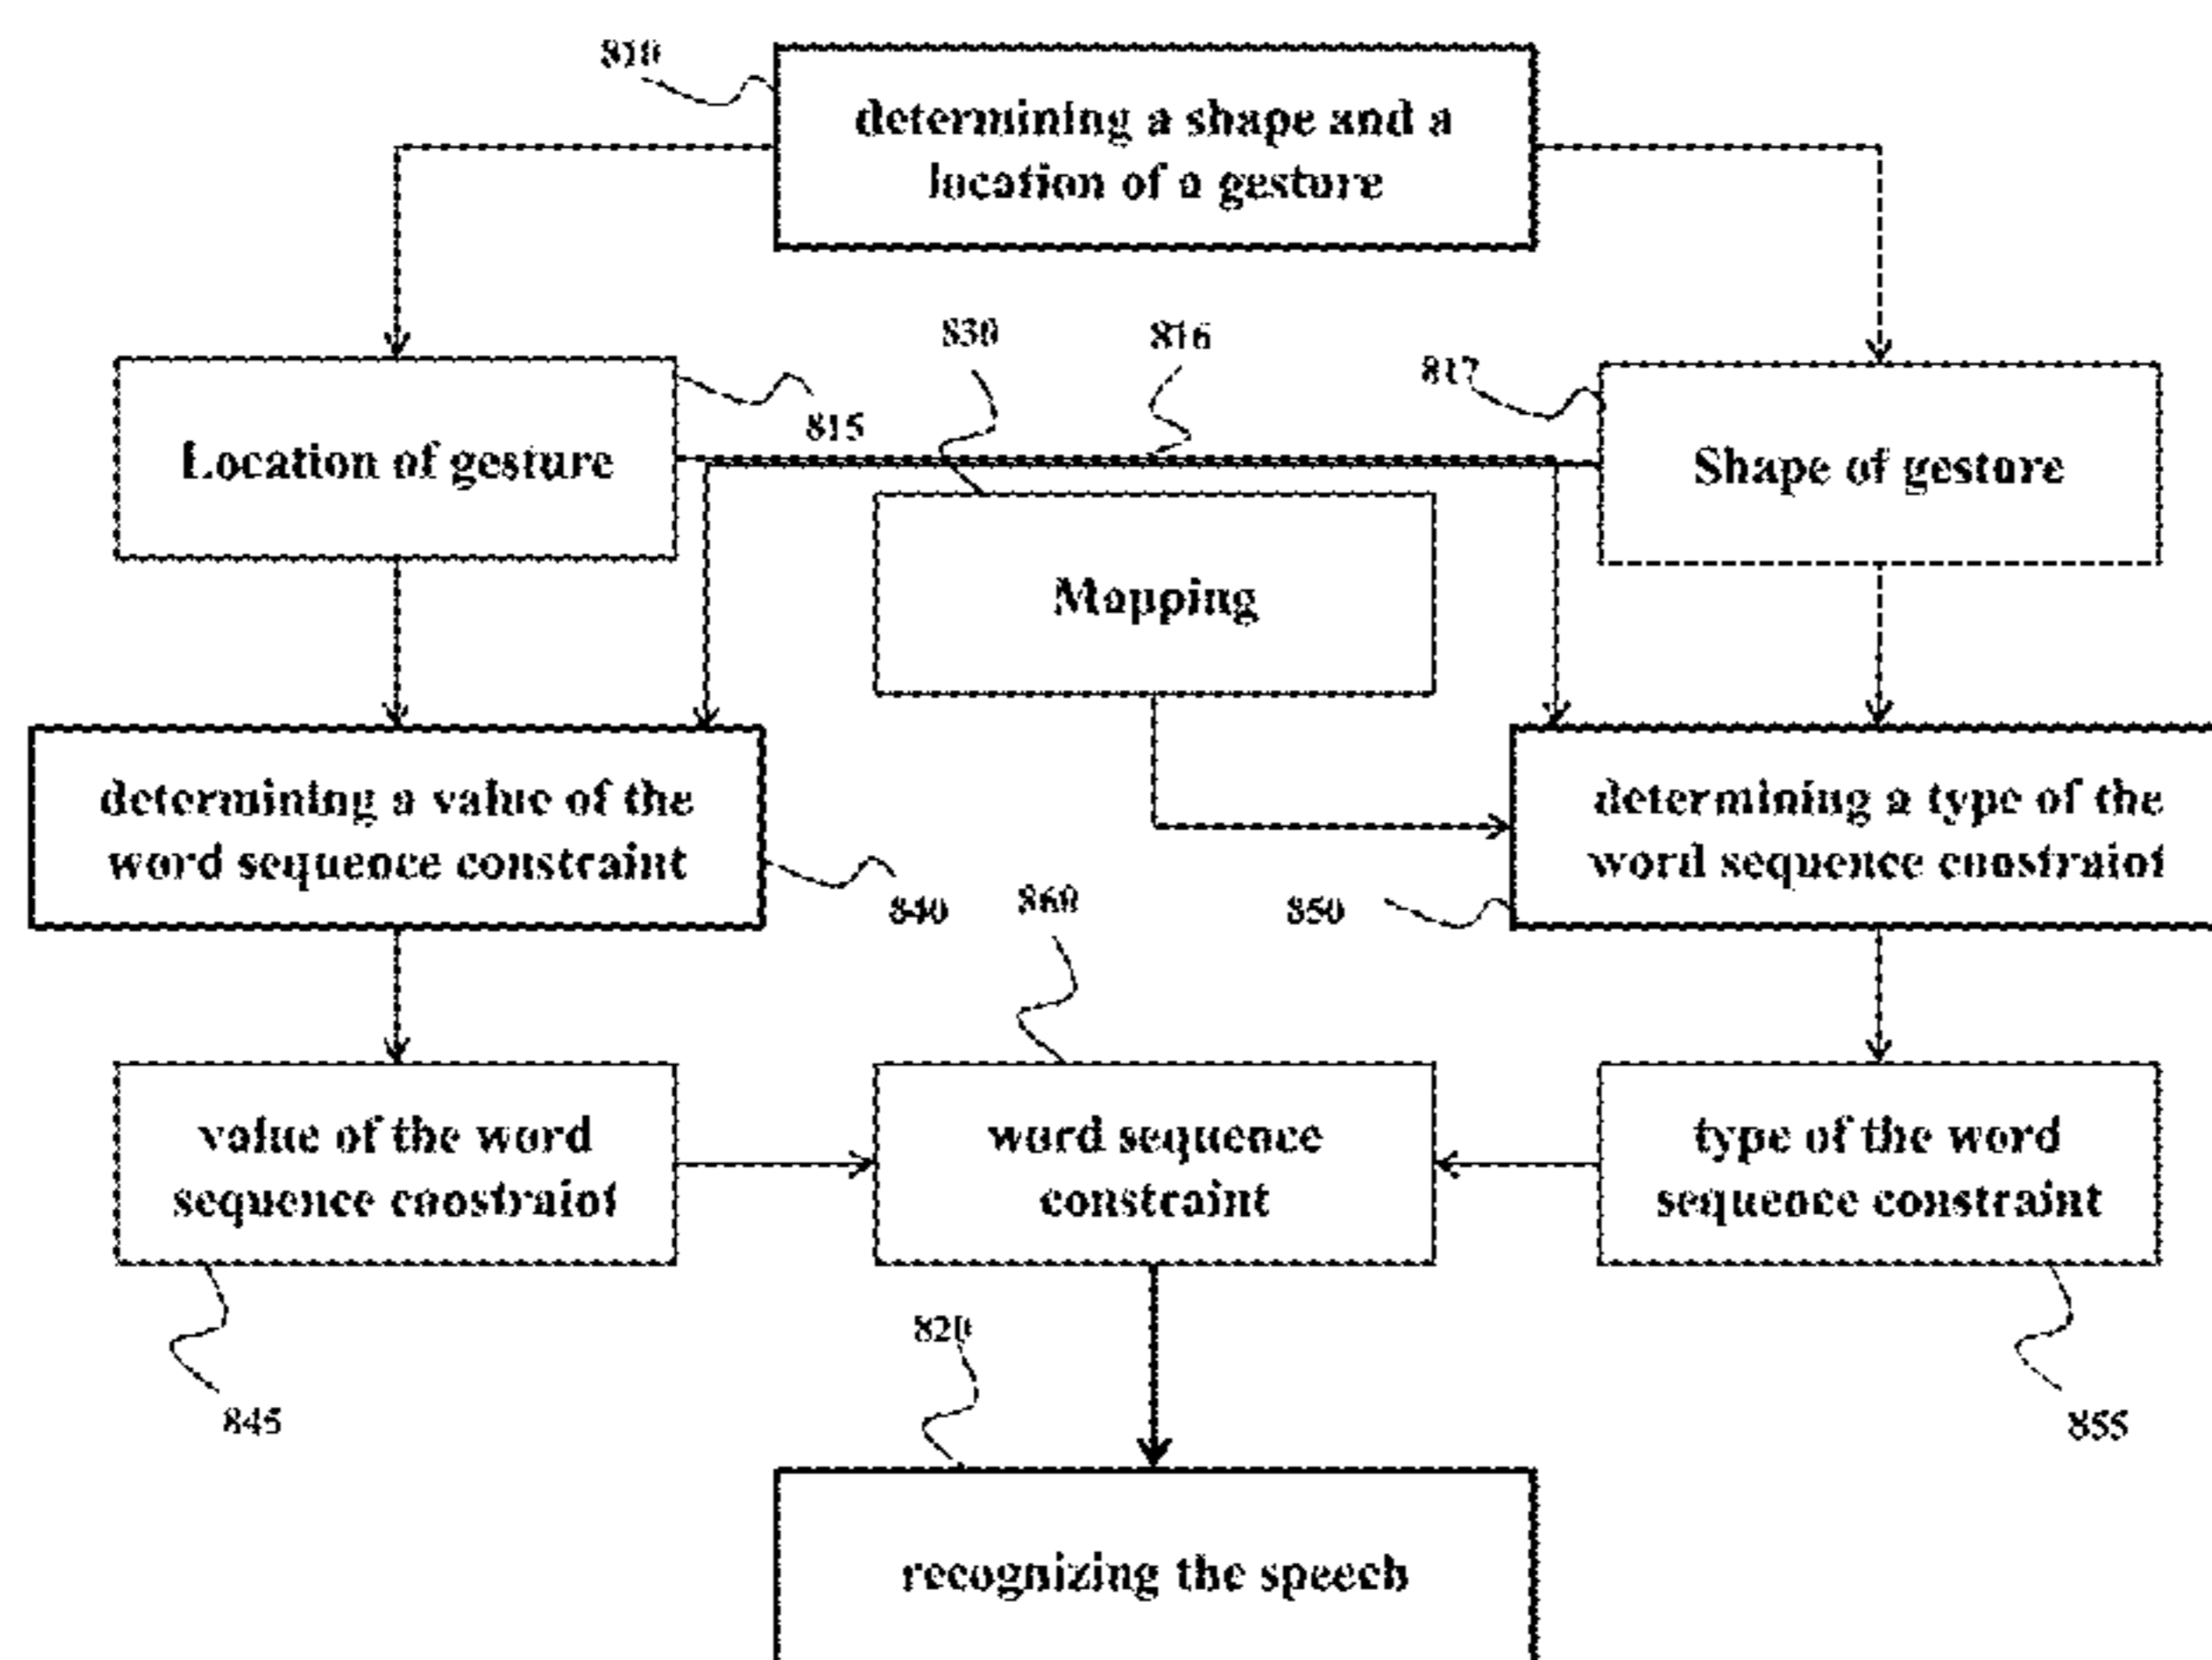 810
determining a shape and a
location of a gesture
830
816
817
815
Location of gesture
Shape of gesture
Mapping
determining a value of the
word sequence constraint
determining a type of the
word sequence constraint
840
860
850
value of the word
sequence constraint
word sequence
constraint
type of the word
sequence constraint
820
845
855
recognizing the speech